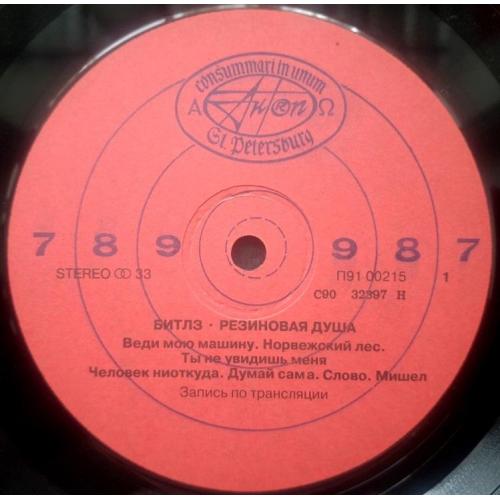 consummari in unum
Α АнТроп Ω
St. Petersburg
7 8 9 9 8 7
STEREO 33 П91 00215 1
С90 32397 Н
БИТЛЗ · РЕЗИНОВАЯ ДУША
Веди мою машину. Норвежский лес.
Ты не увидишь меня
Человек ниоткуда. Думай сама. Слово. Мишел
Запись по трансляции